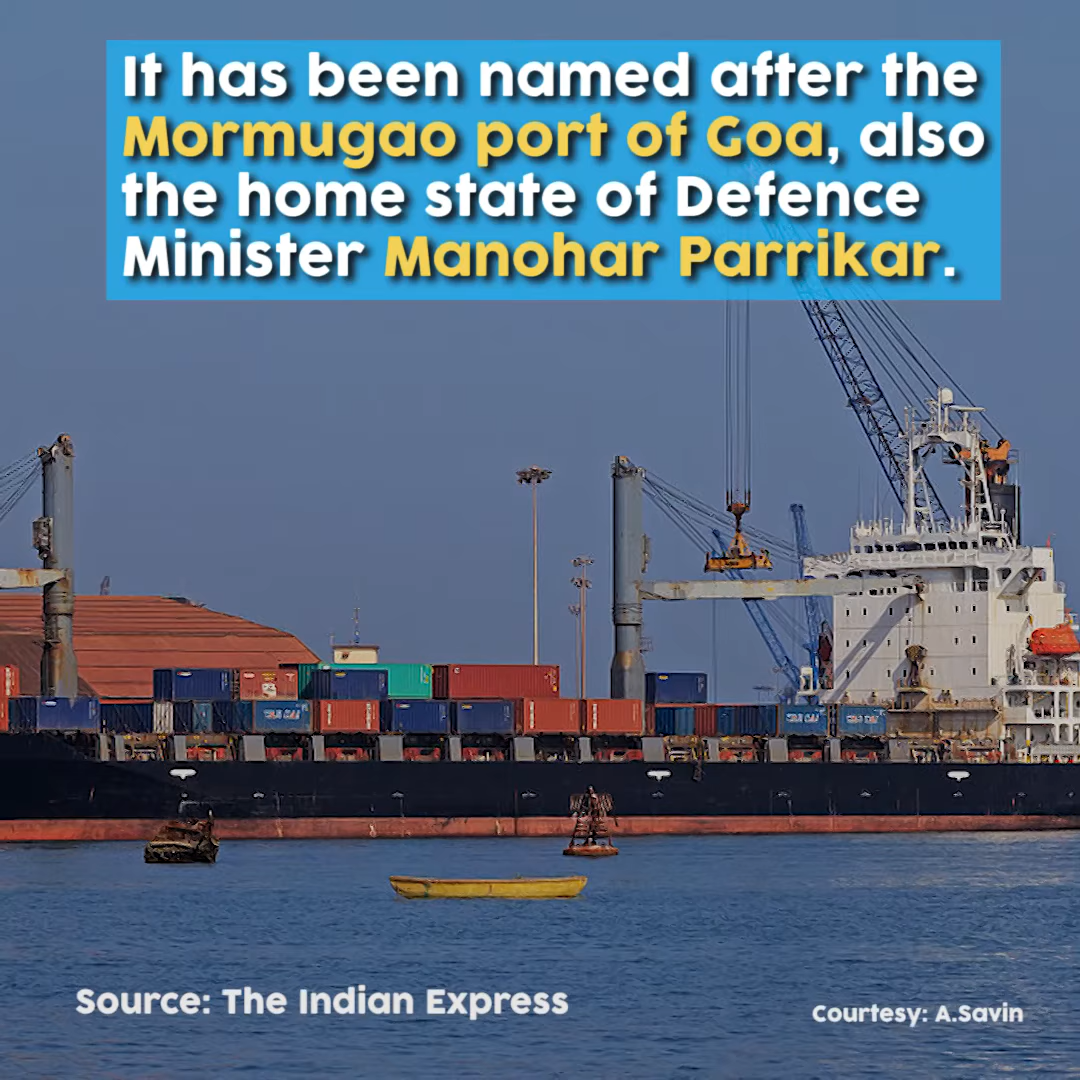 It has been named after the
Mormugao port of Goa, also
the home state of Defence
Minister Manohar Parrikar.
Source: The Indian Express
Courtesy: A.Savin